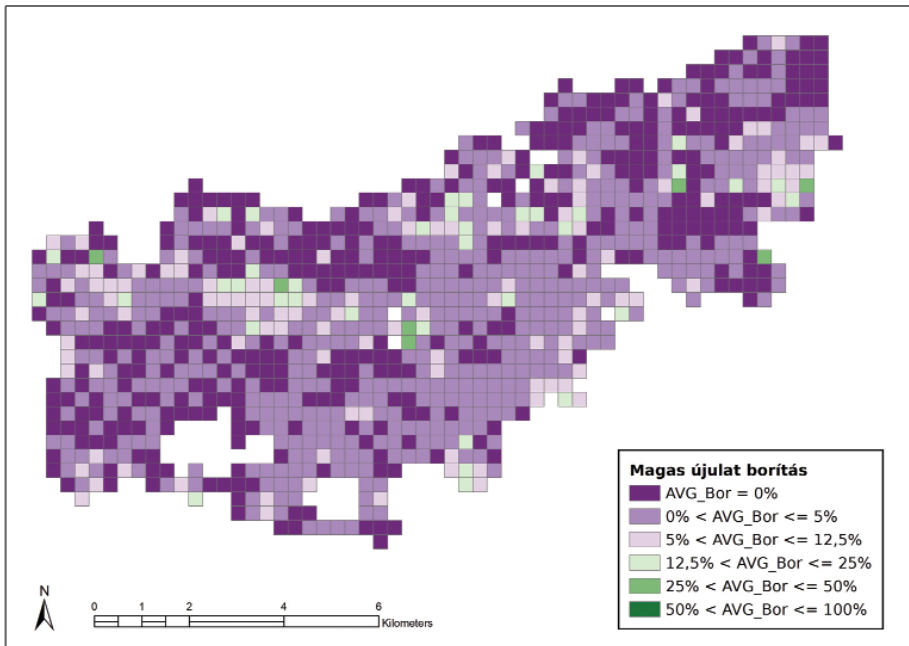 Magas újulat borítás
AVG_Bor = 0%
0% < AVG_Bor <= 5%
5% < AVG_Bor <= 12,5%
12,5% < AVG_Bor <= 25%
25% < AVG_Bor <= 50%
50% < AVG_Bor <= 100%
N
0 1 2 4 6
Kilometers